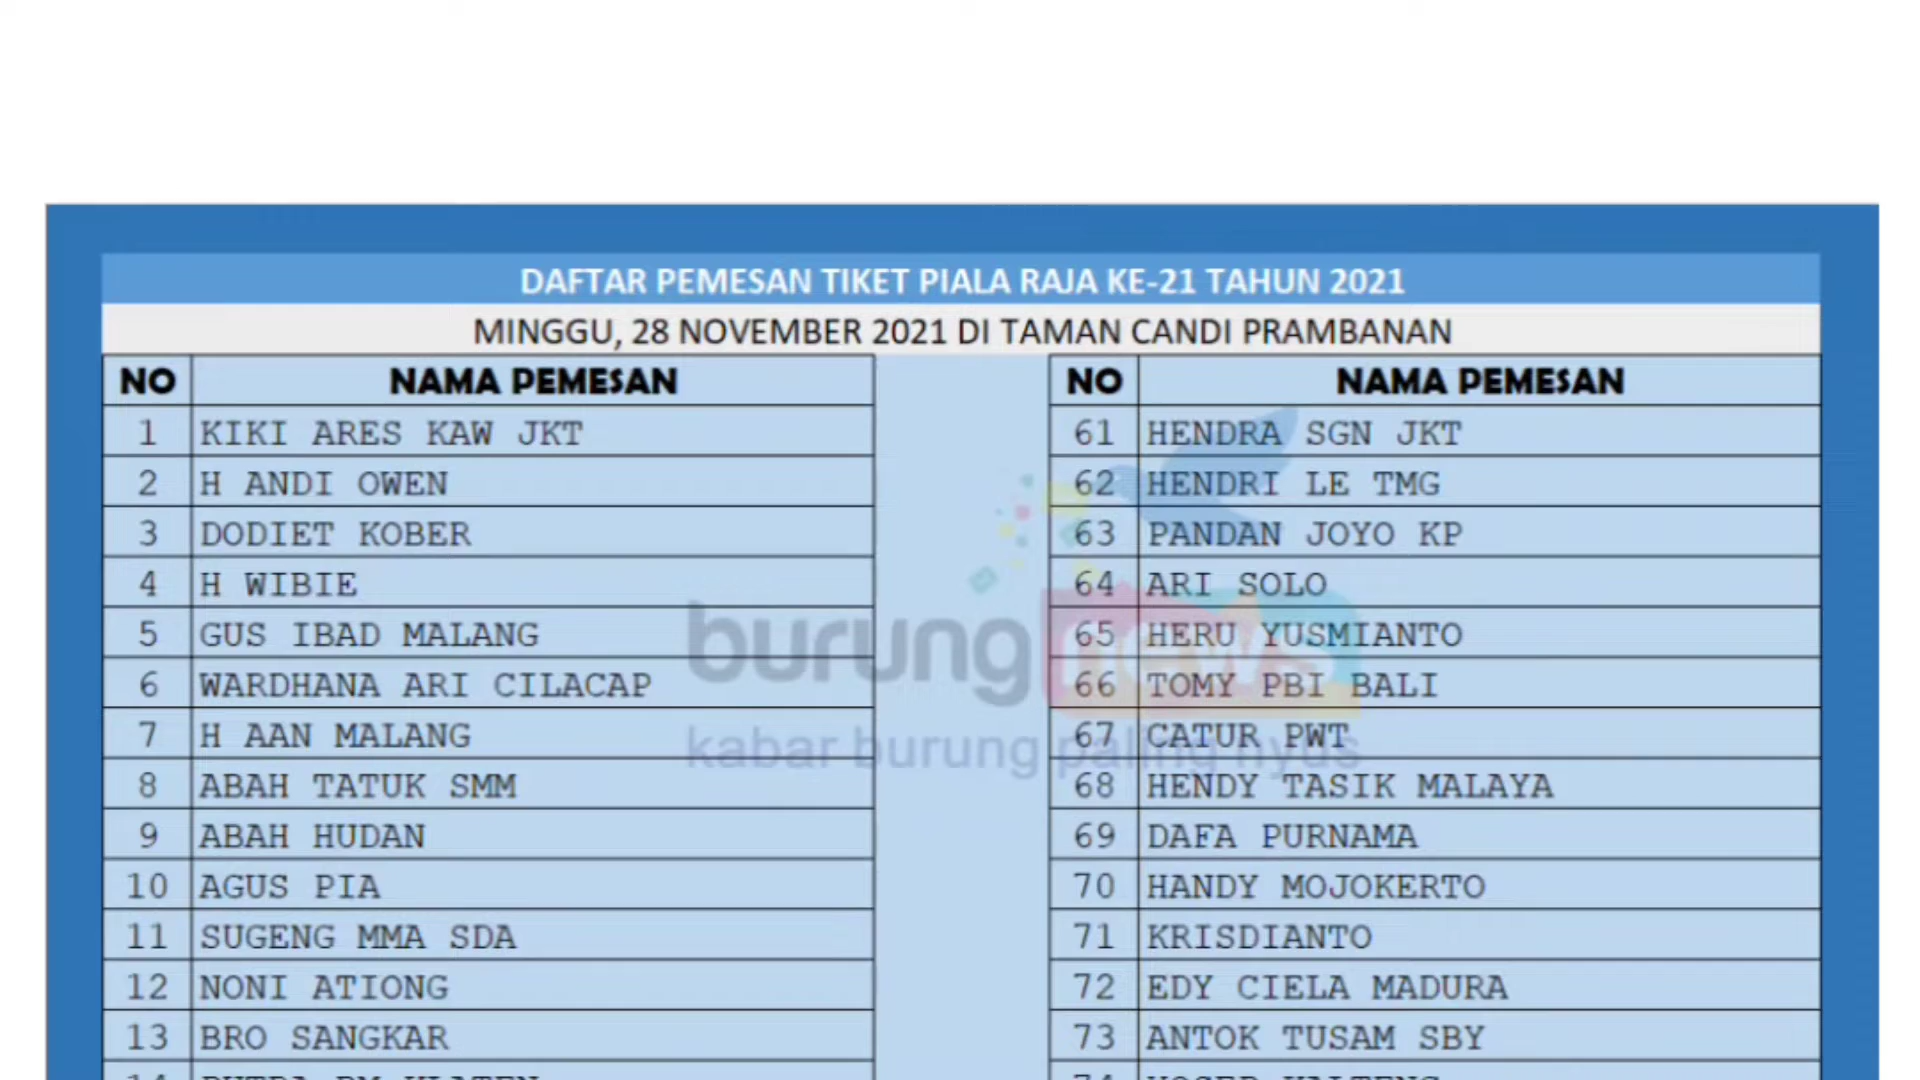 DAFTAR PEMESAN TIKET PIALA RAJA KE-21 TAHUN 2021
MINGGU, 28 NOVEMBER 2021 DI TAMAN CANDI PRAMBANAN
NO NAMA PEMESAN NO NAMA PEMESAN
1 KIKI ARES KAW JKT 61 HENDRA SGN JKT
2 H ANDI OWEN 62 HENDRI LE TMG
3 DODIET KOBER 63 PANDAN JOYO KP
4 H WIBIE 64 ARI SOLO
5 GUS IBAD MALANG 65 HERU YUSMIANTO
6 WARDHANA ARI CILACAP 66 TOMY PBI BALI
7 H AAN MALANG 67 CATUR PWT
8 ABAH TATUK SMM 68 HENDY TASIK MALAYA
9 ABAH HUDAN 69 DAFA PURNAMA
10 AGUS PIA 70 HANDY MOJOKERTO
11 SUGENG MMA SDA 71 KRISDIANTO
12 NONI ATIONG 72 EDY CIELA MADURA
13 BRO SANGKAR 73 ANTOK TUSAM SBY
burungnews
kabar burung paling nyus